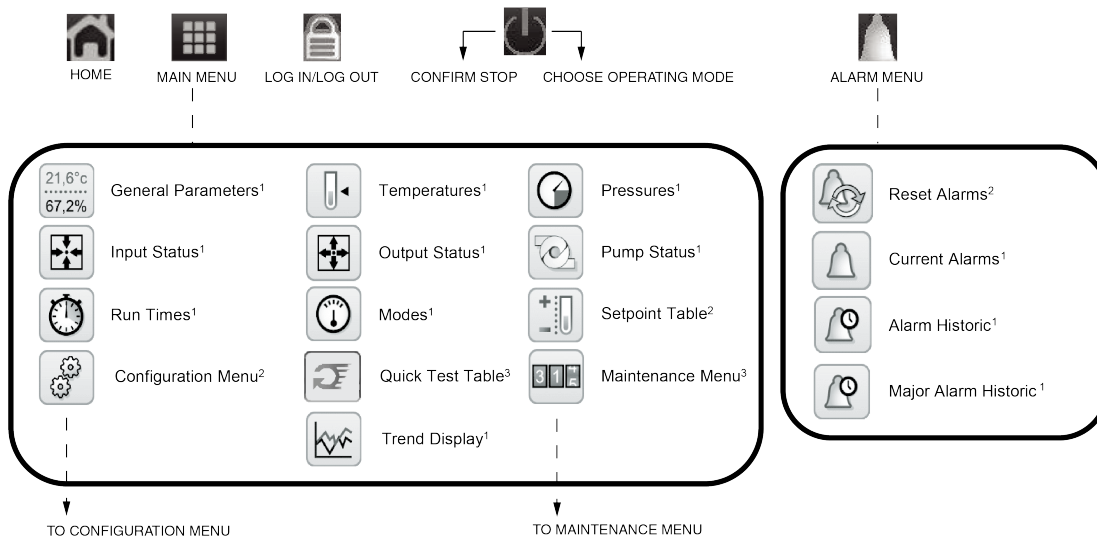 HOME
MAIN MENU
LOG IN/LOG OUT
CONFIRM STOP
CHOOSE OPERATING MODE
ALARM MENU
21,6°c
67,2%
General Parameters¹
Temperatures¹
Pressures¹
Input Status¹
Output Status¹
Pump Status¹
Run Times¹
Modes¹
Setpoint Table²
Configuration Menu²
Quick Test Table³
315
Maintenance Menu³
Trend Display¹
Reset Alarms²
Current Alarms¹
Alarm Historic¹
Major Alarm Historic¹
TO CONFIGURATION MENU
TO MAINTENANCE MENU